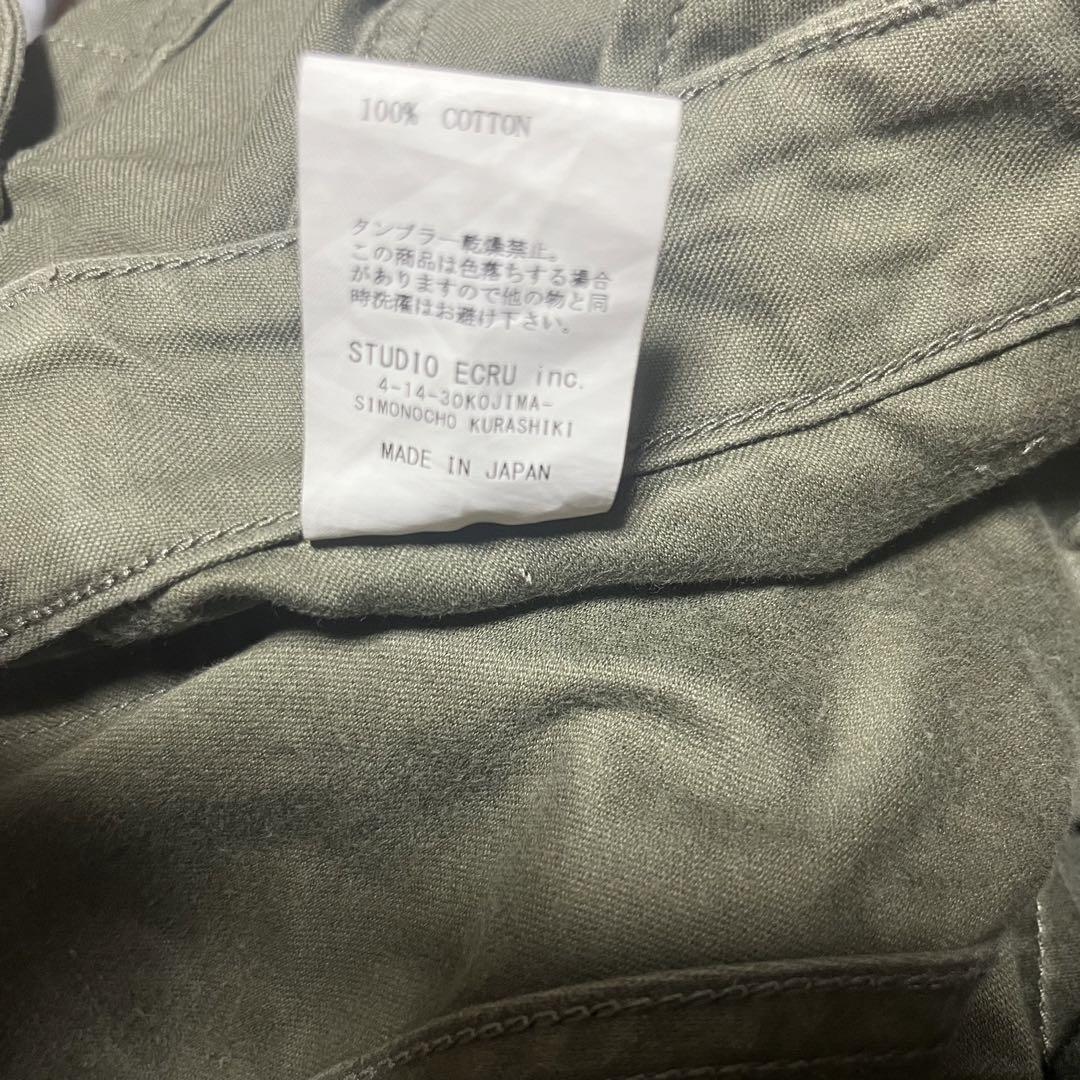 100% COTTON
タンブラー乾燥禁止。
この商品は色落ちする場合
がありますので他の物と同
時洗濯はお避け下さい。
STUDIO ECRU inc.
4-14-30KOJIMA-
SIMONOCHO KURASHIKI
MADE IN JAPAN